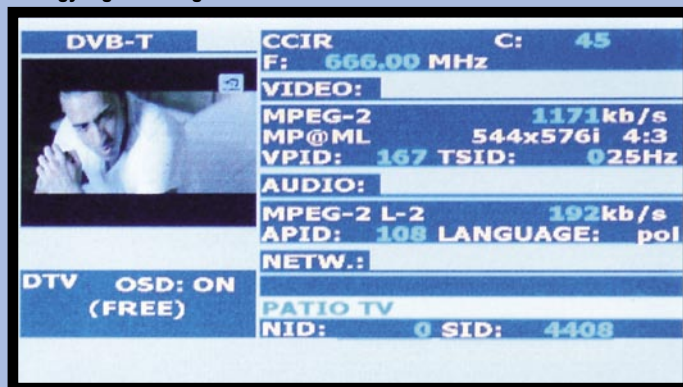 DVB-T
CCIR C: 45
F: 666.00 MHz
VIDEO:
MPEG-2 1171kb/s
MP@ML 544x576i 4:3
VPID: 167 TSID: 025Hz
AUDIO:
MPEG-2 L-2 192kb/s
APID: 108 LANGUAGE: pol
NETW.:
DTV OSD: ON
(FREE)
PATIO TV
NID: 0 SID: 4408